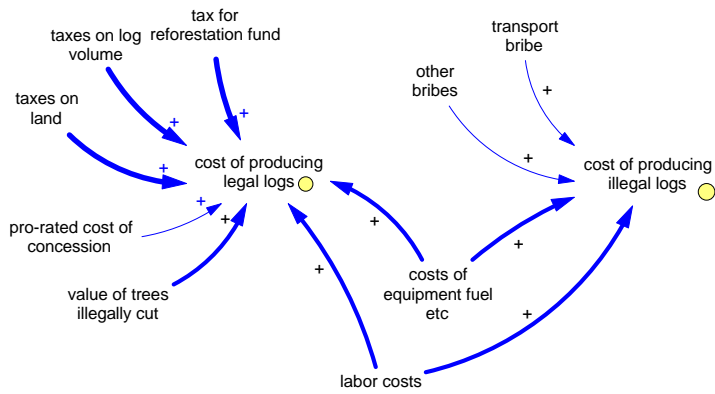 tax for
reforestation fund
taxes on log
volume
transport
bribe
other
bribes
taxes on
land
+
+
+
+
+
cost of producing
legal logs
cost of producing
illegal logs
+
+
pro-rated cost of
concession
+
+
+
value of trees
illegally cut
costs of
equipment fuel
etc
+
+
labor costs